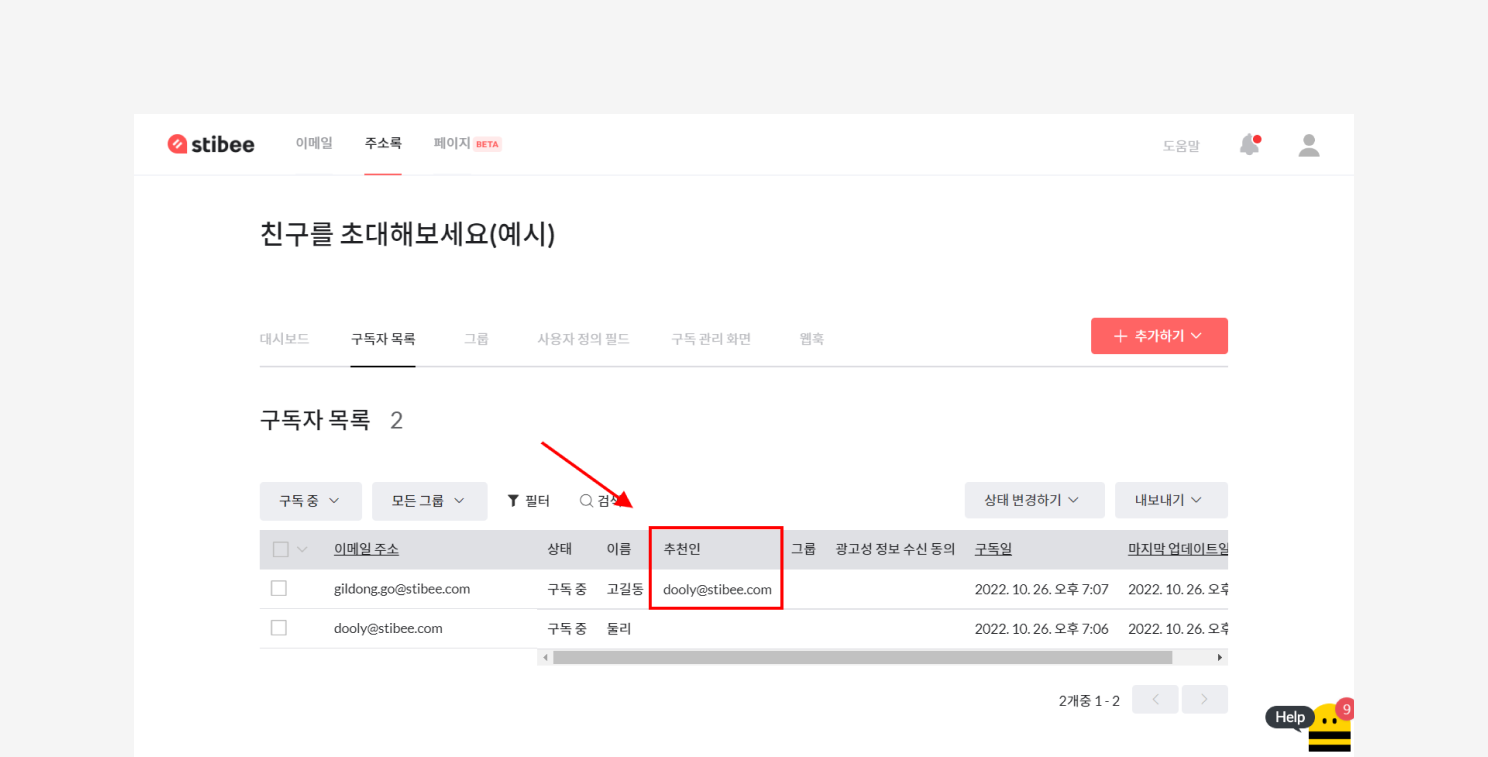 stibee 이메일 주소록 페이지 BETA 도움말
친구를 초대해보세요(예시)
대시보드 구독자 목록 그룹 사용자 정의 필드 구독 관리 화면 웹훅 + 추가하기
구독자 목록 2
구독 중 모든 그룹 필터 상태 변경하기 내보내기
이메일 주소 상태 이름 추천인 그룹 광고성 정보 수신 동의 구독일 마지막 업데이트일
gildong.go@stibee.com 구독 중 고길동 dooly@stibee.com 2022. 10. 26. 오후 7:07 2022. 10. 26. 오후
dooly@stibee.com 구독 중 둘리 2022. 10. 26. 오후 7:06 2022. 10. 26. 오후
2개중 1 - 2
Help 9